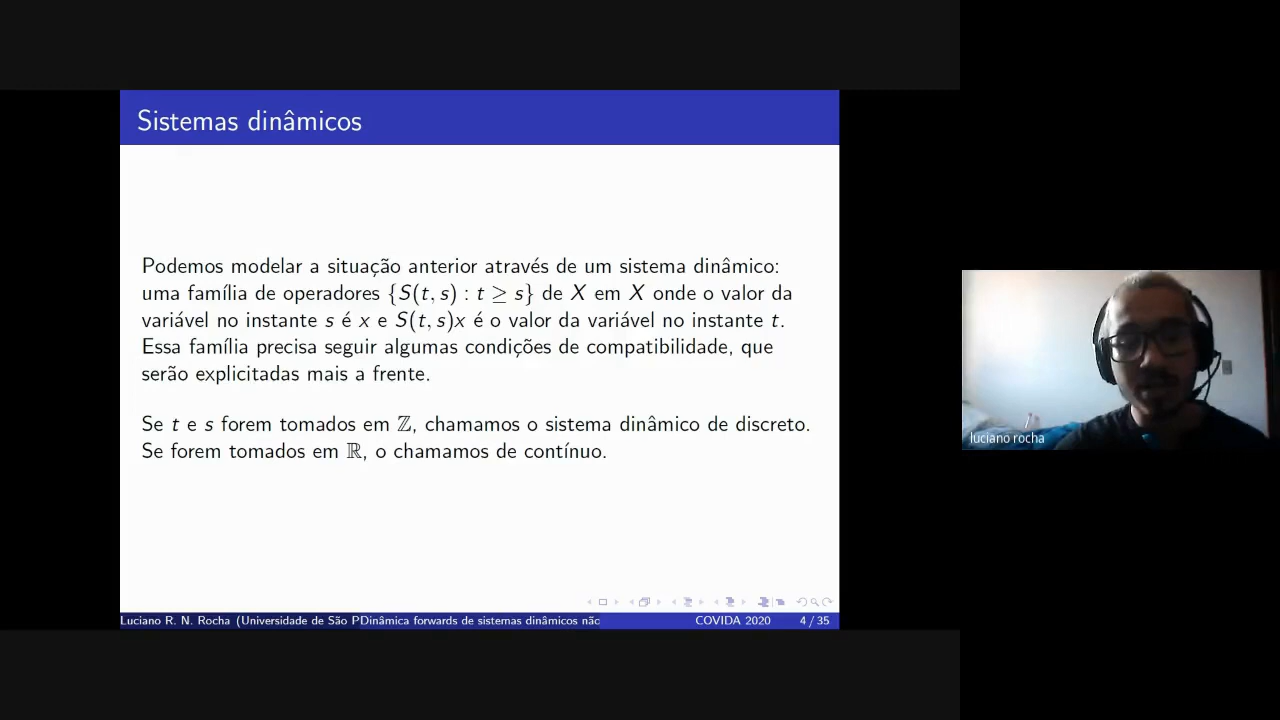 Sistemas dinâmicos
Podemos modelar a situação anterior através de um sistema dinâmico:
uma família de operadores {S(t, s) : t ≥ s} de X em X onde o valor da
variável no instante s é x e S(t, s)x é o valor da variável no instante t.
Essa família precisa seguir algumas condições de compatibilidade, que
serão explicitadas mais a frente.
Se t e s forem tomados em ℤ, chamamos o sistema dinâmico de discreto.
Se forem tomados em ℝ, o chamamos de contínuo.
luciano rocha
Luciano R. N. Rocha (Universidade de São PDinâmica forwards de sistemas dinâmicos nãc COVIDA 2020 4 / 35